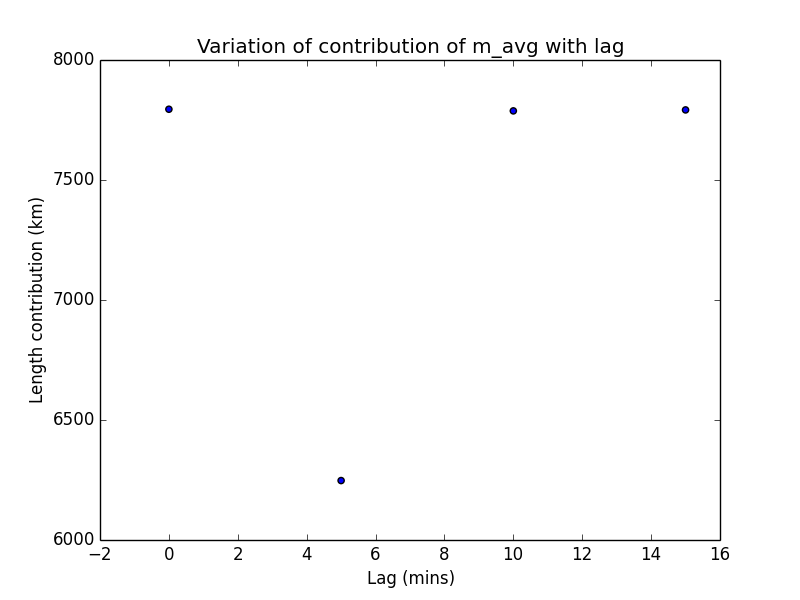 Variation of contribution of m_avg with lag
8000
7500
7000
6500
6000
Length contribution (km)
−2 0 2 4 6 8 10 12 14 16
Lag (mins)